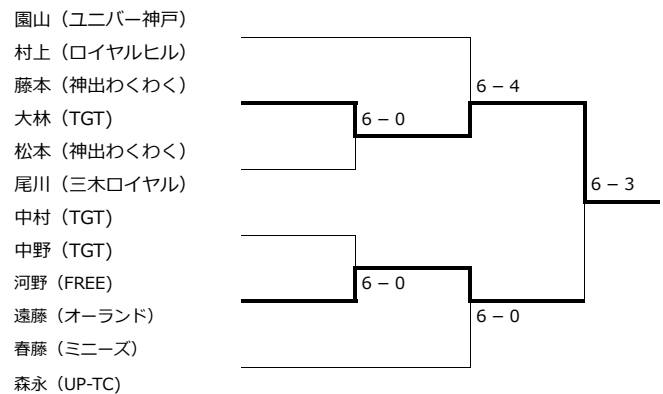 園山（ユニバー神戸）
村上（ロイヤルヒル）
藤本（神出わくわく）
大林（TGT)
松本（神出わくわく）
尾川（三木ロイヤル）
中村（TGT)
中野（TGT)
河野（FREE)
遠藤（オーランド）
春藤（ミニーズ）
森永（UP-TC)
6－4
6－0
6－3
6－0
6－0